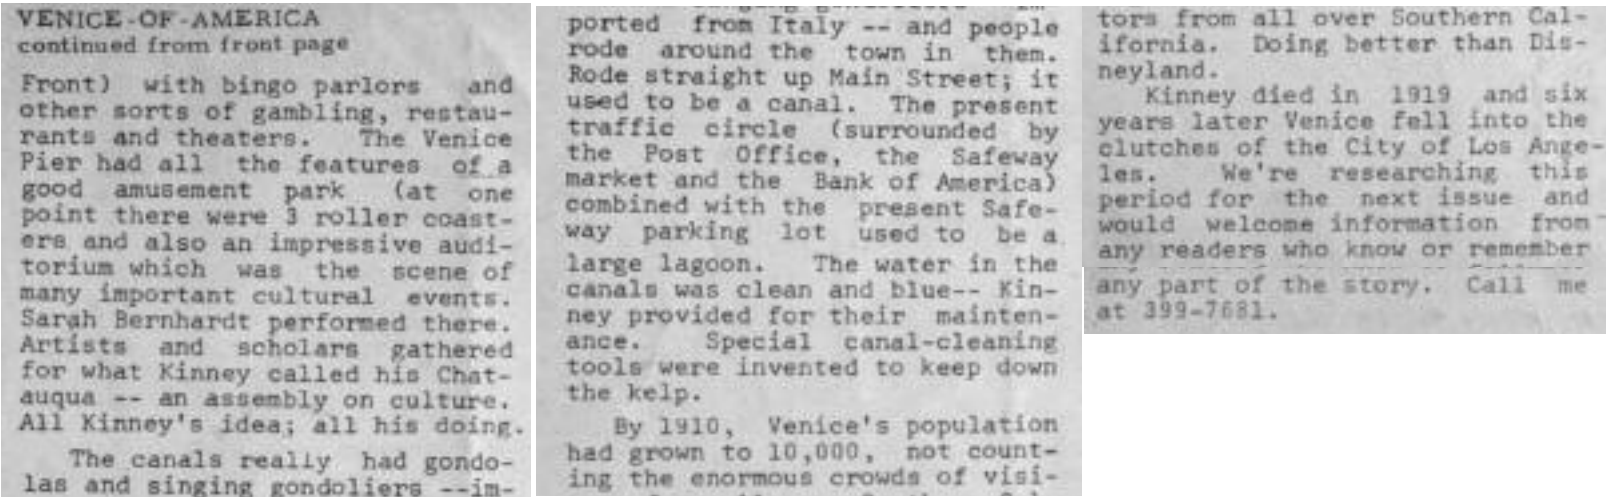 VENICE-OF-AMERICA
continued from front page
Front) with bingo parlors and
other sorts of gambling, restau-
rants and theaters. The Venice
Pier had all the features of a
good amusement park (at one
point there were 3 roller coast-
ers and also an impressive audi-
torium which was the scene of
many important cultural events.
Sarah Bernhardt performed there.
Artists and scholars gathered
for what Kinney called his Chat-
auqua -- an assembly on culture.
All Kinney's idea; all his doing.
The canals really had gondo-
las and singing gondoliers --im-
ported from Italy -- and people
rode around the town in them.
Rode straight up Main Street; it
used to be a canal. The present
traffic circle (surrounded by
the Post Office, the Safeway
market and the Bank of America)
combined with the present Safe-
way parking lot used to be a
large lagoon. The water in the
canals was clean and blue-- Kin-
ney provided for their mainten-
ance. Special canal-cleaning
tools were invented to keep down
the kelp.
By 1910, Venice's population
had grown to 10,000, not count-
ing the enormous crowds of visi-
tors from all over Southern Cal-
ifornia. Doing better than Dis-
neyland.
Kinney died in 1919 and six
years later Venice fell into the
clutches of the City of Los Ange-
les. We're researching this
period for the next issue and
would welcome information from
any readers who know or remember
any part of the story. Call me
at 399-7681.